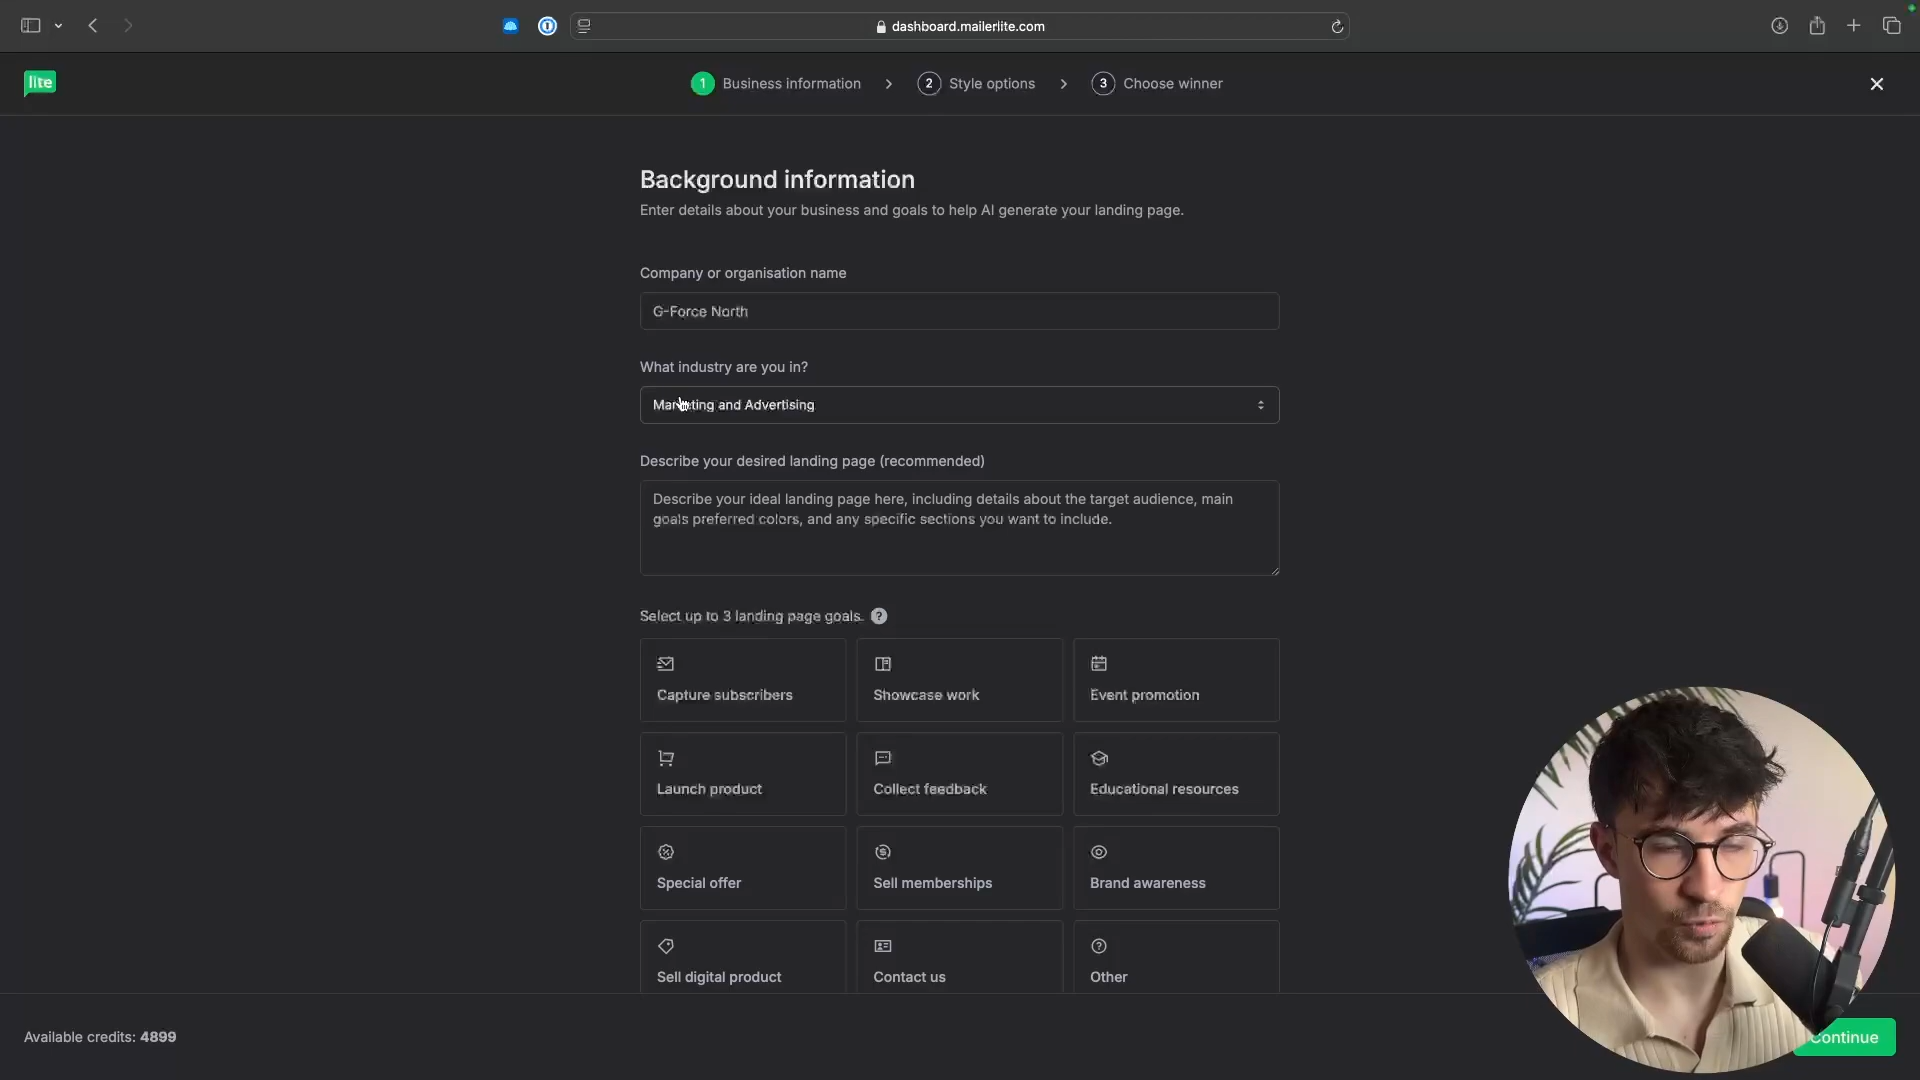 dashboard.mailerlite.com
lite
1 Business information
2 Style options
3 Choose winner
Background information
Enter details about your business and goals to help AI generate your landing page.
Company or organisation name
G-Force North
What industry are you in?
Marketing and Advertising
Describe your desired landing page (recommended)
Describe your ideal landing page here, including details about the target audience, main
goals preferred colors, and any specific sections you want to include.
Select up to 3 landing page goals. ?
Capture subscribers
Showcase work
Event promotion
Launch product
Collect feedback
Educational resources
Special offer
Sell memberships
Brand awareness
Sell digital product
Contact us
Other
Available credits: 4899
Continue